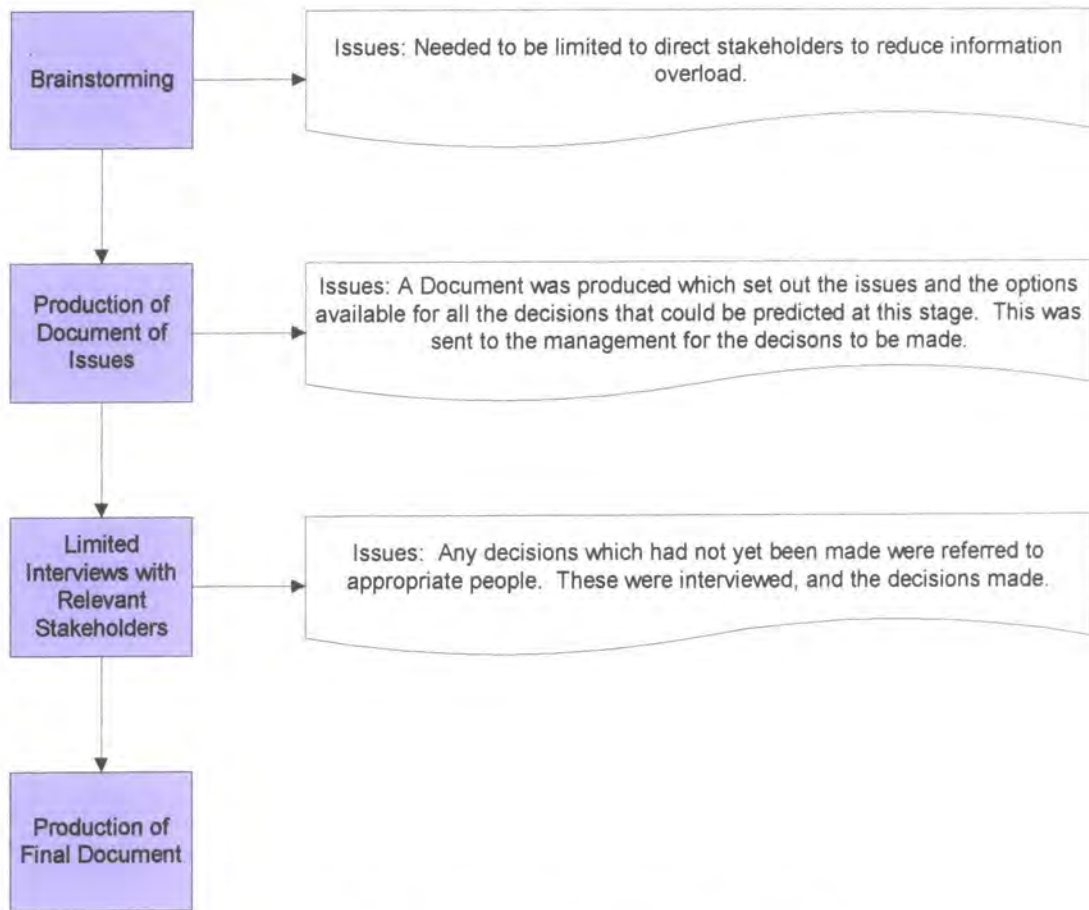 Brainstorming
Issues: Needed to be limited to direct stakeholders to reduce information
overload.
Production of
Document of
Issues
Issues: A Document was produced which set out the issues and the options
available for all the decisions that could be predicted at this stage. This was
sent to the management for the decisons to be made.
Limited
Interviews with
Relevant
Stakeholders
Issues: Any decisions which had not yet been made were referred to
appropriate people. These were interviewed, and the decisions made.
Production of
Final Document